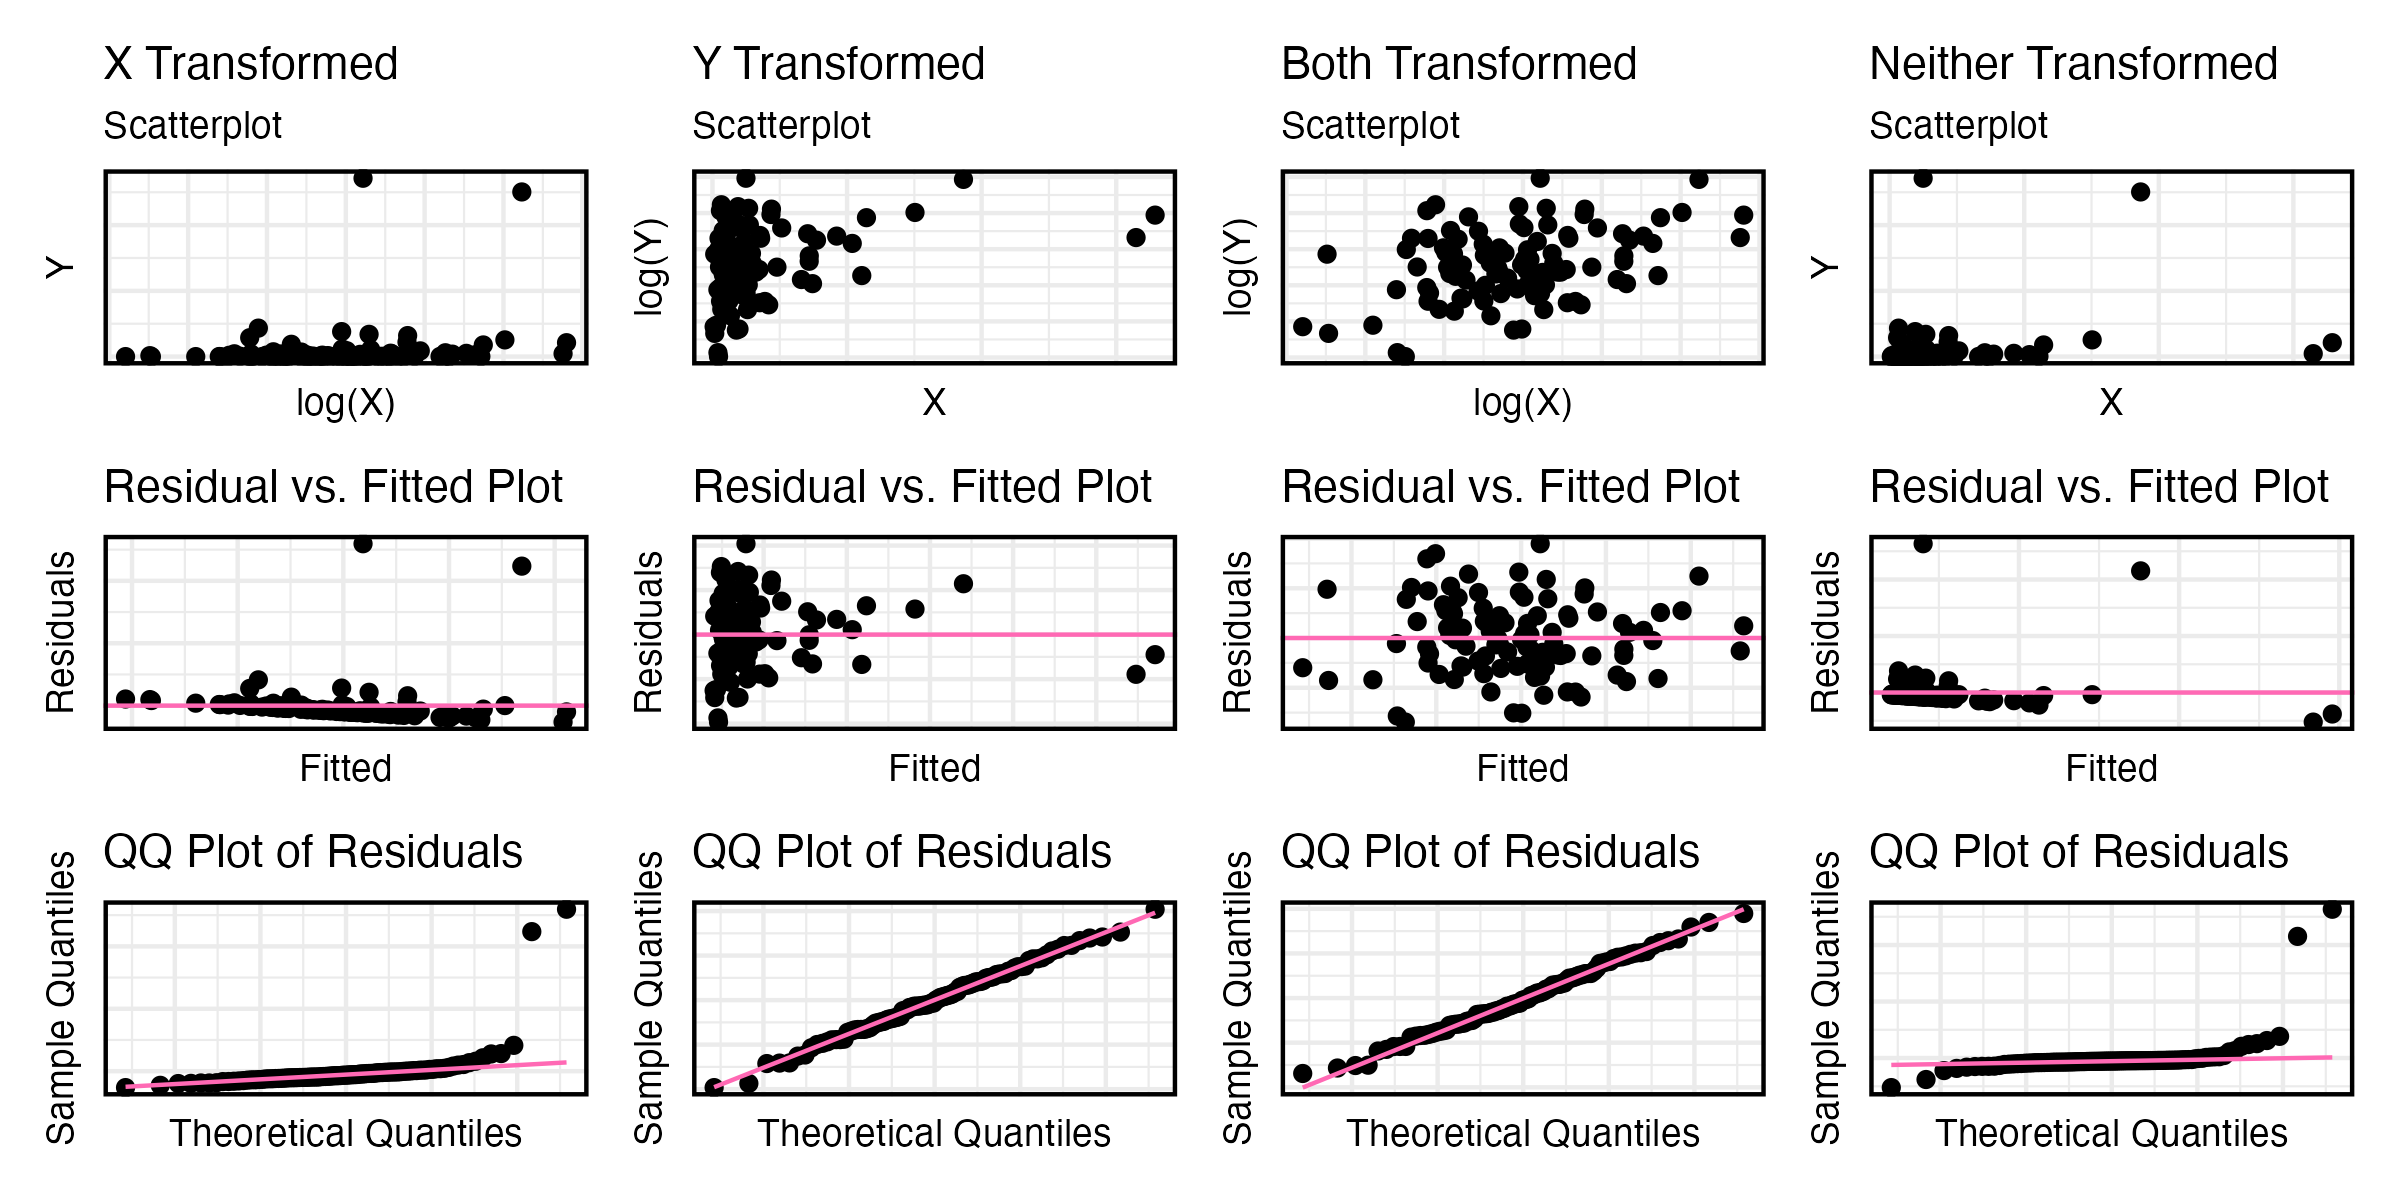 X Transformed
Scatterplot
Y
log(X)
Residual vs. Fitted Plot
Residuals
Fitted
QQ Plot of Residuals
Sample Quantiles
Theoretical Quantiles
Y Transformed
Scatterplot
log(Y)
X
Residual vs. Fitted Plot
Residuals
Fitted
QQ Plot of Residuals
Sample Quantiles
Theoretical Quantiles
Both Transformed
Scatterplot
log(Y)
log(X)
Residual vs. Fitted Plot
Residuals
Fitted
QQ Plot of Residuals
Sample Quantiles
Theoretical Quantiles
Neither Transformed
Scatterplot
Y
X
Residual vs. Fitted Plot
Residuals
Fitted
QQ Plot of Residuals
Sample Quantiles
Theoretical Quantiles